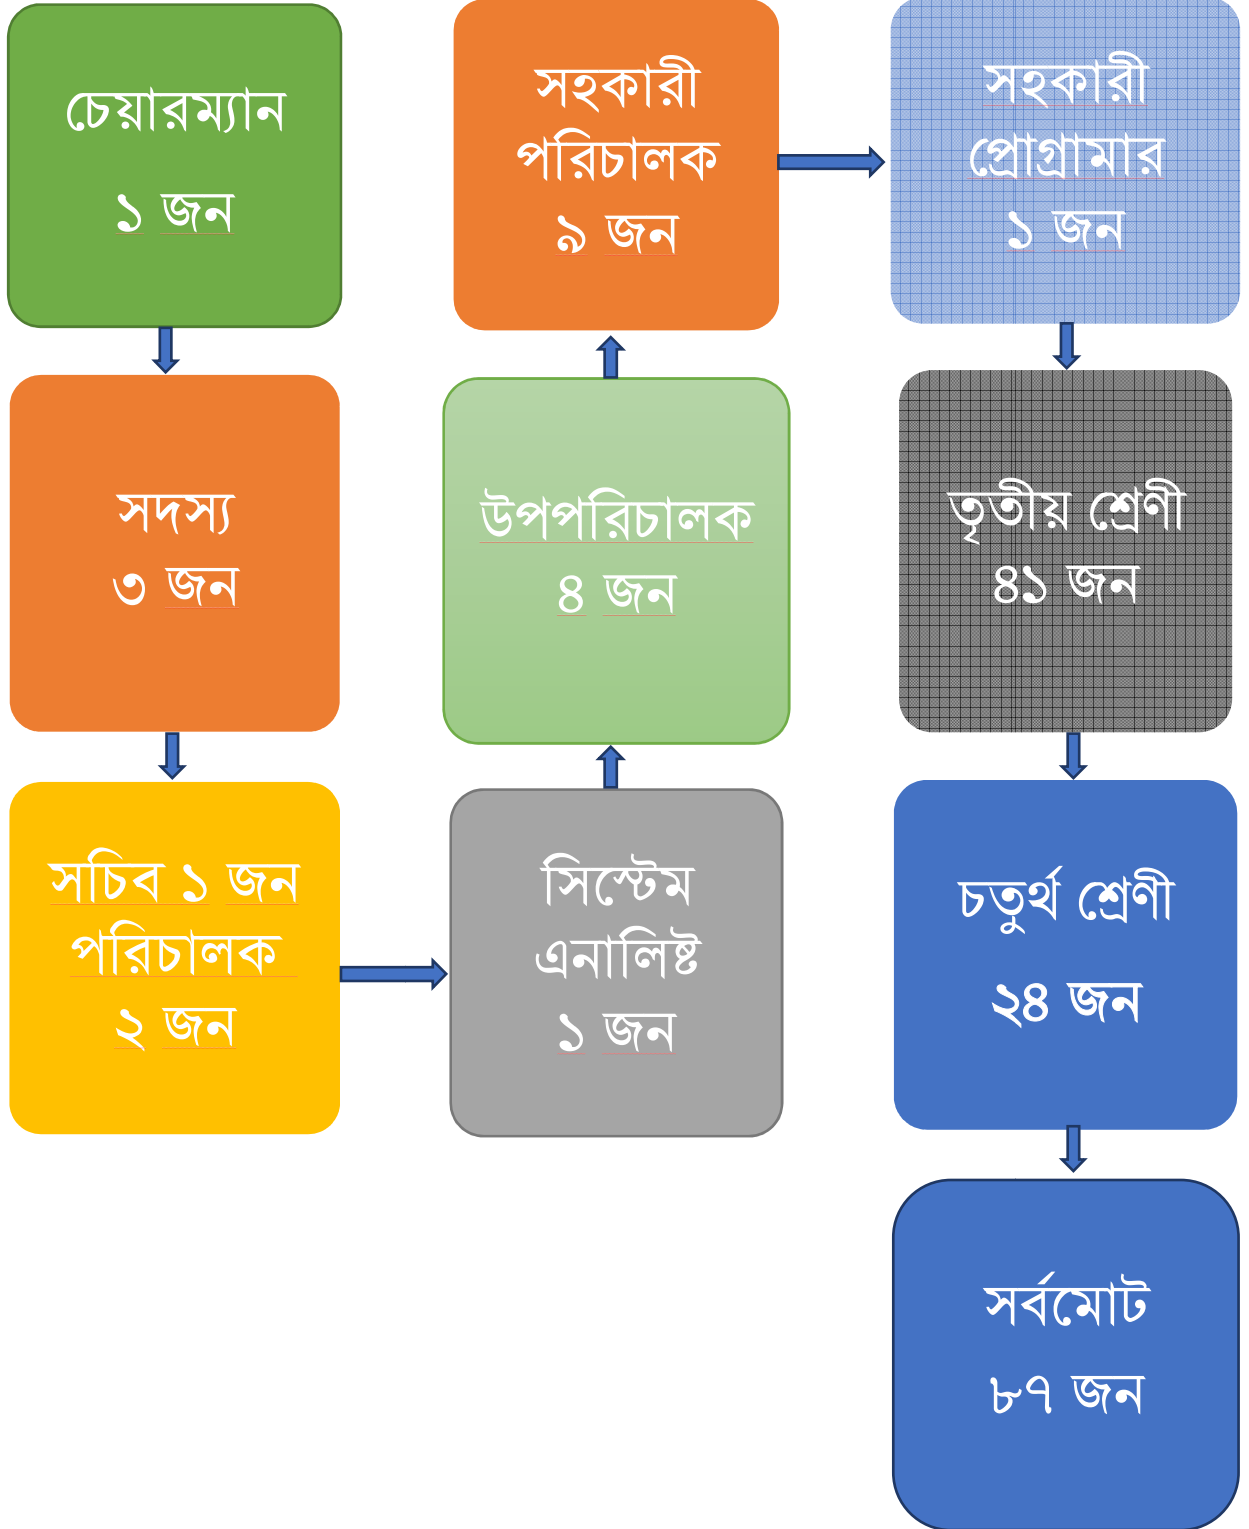 চেয়ারম্যান
১ জন
সদস্য
৩ জন
সচিব ১ জন
পরিচালক
২ জন
সিস্টেম
এনালিষ্ট
১ জন
উপপরিচালক
৪ জন
সহকারী
পরিচালক
৯ জন
সহকারী
প্রোগ্রামার
১ জন
তৃতীয় শ্রেণী
৪১ জন
চতুর্থ শ্রেণী
২৪ জন
সর্বমোট
৮৭ জন